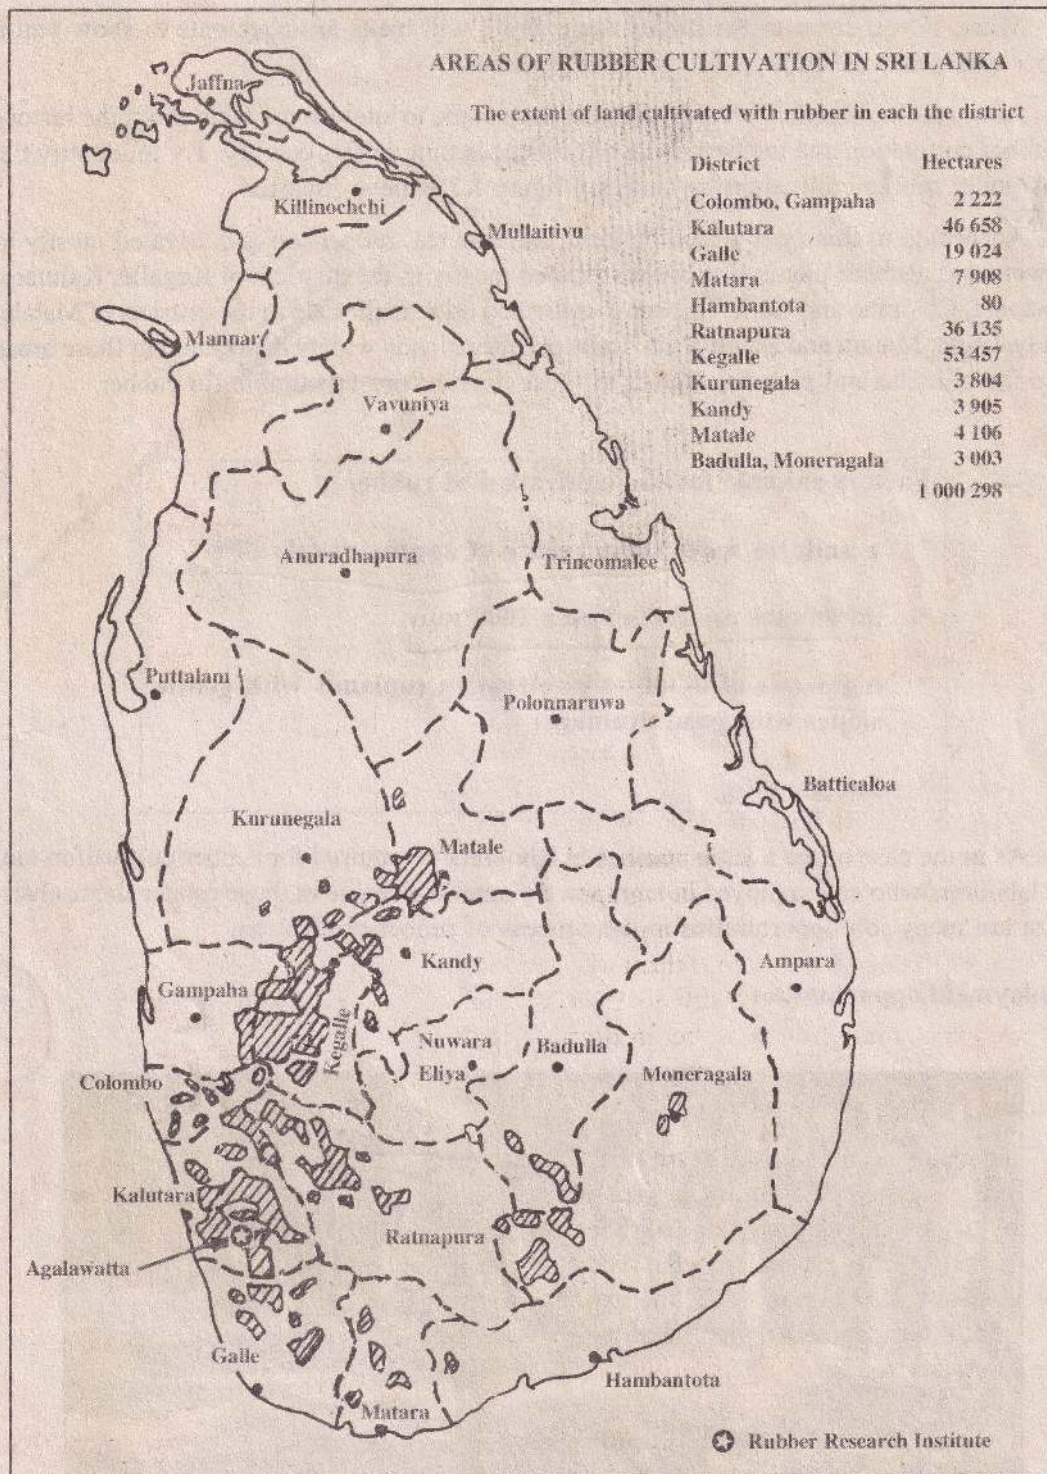 AREAS OF RUBBER CULTIVATION IN SRI LANKA
The extent of land cultivated with rubber in each the district
District Hectares
Colombo, Gampaha 2 222
Kalutara 46 658
Galle 19 024
Matara 7 908
Hambantota 80
Ratnapura 36 135
Kegalle 53 457
Kurunegala 3 804
Kandy 3 905
Matale 4 106
Badulla, Moneragala 3 003
1 000 298
Jaffna
Killinochchi
Mullaitivu
Mannar
Vavuniya
Anuradhapura
Trincomalee
Puttalam
Polonnaruwa
Batticaloa
Kurunegala
Matale
Kandy
Ampara
Gampaha
Kegalle
Nuwara
Eliya
Badulla
Moneragala
Colombo
Kalutara
Ratnapura
Agalawatta
Galle
Hambantota
Matara
Rubber Research Institute